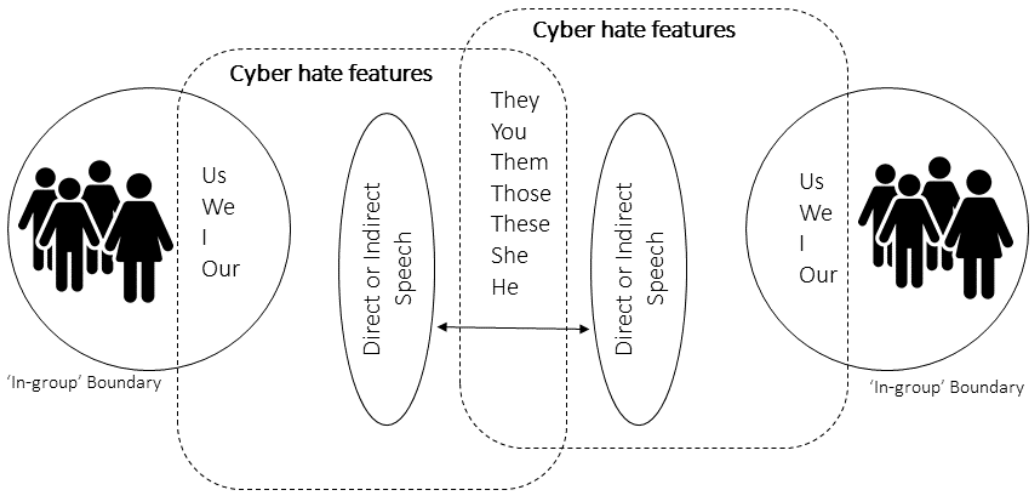 Cyber hate features
Cyber hate features
Us
We
I
Our
‘In-group’ Boundary
Direct or Indirect
Speech
They
You
Them
Those
These
She
He
Direct or Indirect
Speech
Us
We
I
Our
‘In-group’ Boundary